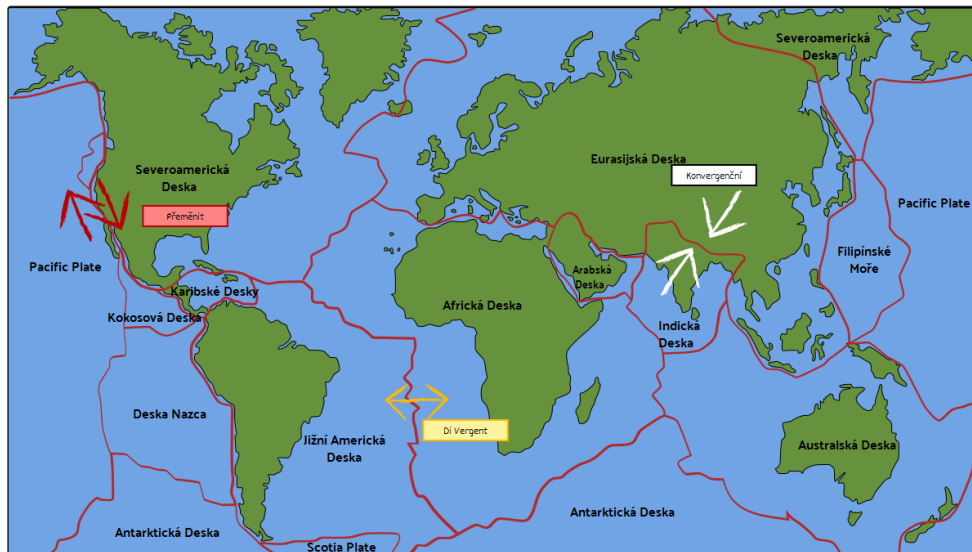 Severoamerická
Deska
Eurasijská Deska
Konvergenční
Severoamerická
Deska
Přeměnit
Pacific Plate
Pacific Plate
Filipínské
Moře
Arabská
Deska
Karibské Desky
Africká Deska
Kokosová Deska
Indická
Deska
Deska Nazca
Di Vergent
Jižní Americká
Deska
Australská Deska
Antarktická Deska
Antarktická Deska
Scotia Plate